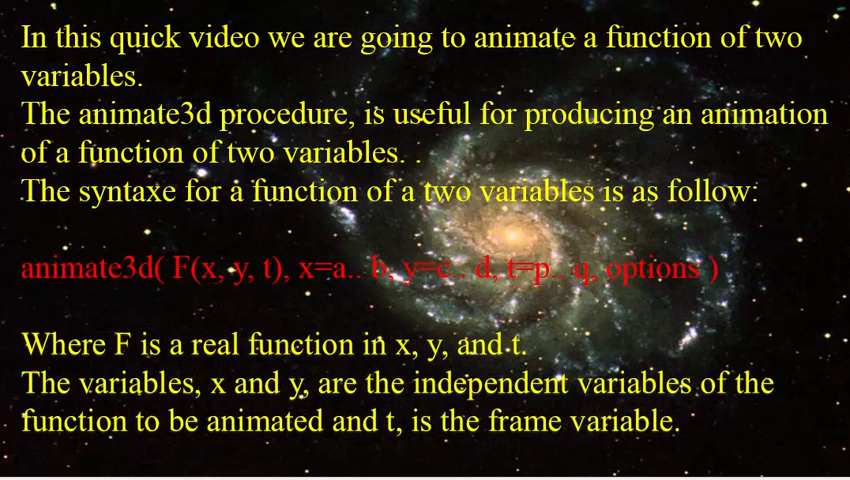 In this quick video we are going to animate a function of two
variables.
The animate3d procedure, is useful for producing an animation
of a function of two variables. .
The syntaxe for a function of a two variables is as follow:
animate3d( F(x, y, t), x=a.. b, y=c.. d, t=p.. q, options )
Where F is a real function in x, y, and t.
The variables, x and y, are the independent variables of the
function to be animated and t, is the frame variable.